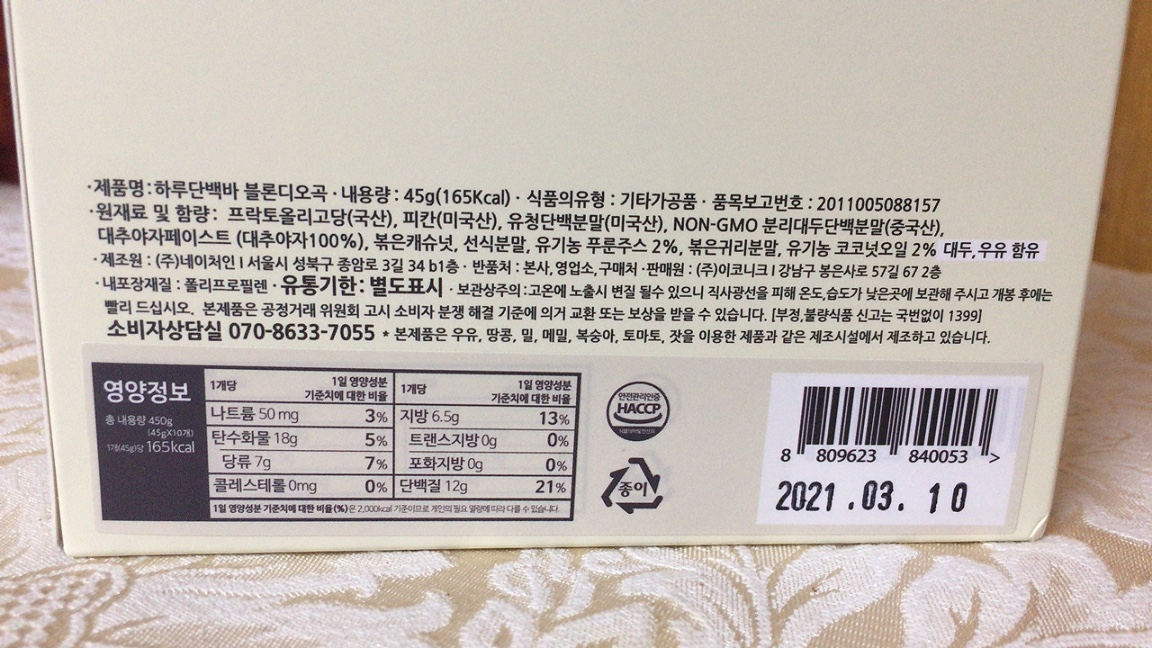 ·제품명:하루단백바 블론디오곡 · 내용량 : 45g(165Kcal) · 식품의유형 : 기타가공품 · 품목보고번호 : 2011005088157
·원재료 및 함량: 프락토올리고당(국산), 피칸(미국산), 유청단백분말(미국산), NON-GMO 분리대두단백분말(중국산),
대추야자페이스트 (대추야자100%), 볶은캐슈넛, 선식분말, 유기농 푸룬주스 2%, 볶은귀리분말, 유기농 코코넛오일 2% 대두,우유 함유
·제조원 : (주)네이처인 I 서울시 성북구 종암로 3길 34 b1층 · 반품처 : 본사,영업소,구매처 ·판매원 : (주)이코니크 I 강남구 봉은사로 57길 67 2층
·내포장재질 : 폴리프로필렌 ·유통기한: 별도표시 · 보관상주의 :고온에 노출시 변질 될수 있으니 직사광선을 피해 온도,습도가 낮은곳에 보관해 주시고 개봉 후에는
빨리 드십시오. 본제품은 공정거래 위원회 고시 소비자 분쟁 해결 기준에 의거 교환 또는 보상을 받을 수 있습니다. [부정,불량식품 신고는 국번없이 1399]
소비자상담실 070-8633-7055 * 본제품은 우유, 땅콩, 밀, 메밀, 복숭아, 토마토, 잣을 이용한 제품과 같은 제조시설에서 제조하고 있습니다.
영양정보
총 내용량 450g
(45gX10개)
1개(45g)당 165kcal
1개당 1일 영양성분 기준치에 대한 비율 1개당 1일 영양성분 기준치에 대한 비율
나트륨 50 mg 3% 지방 6.5g 13%
탄수화물 18g 5% 트랜스지방 0g 0%
당류 7g 7% 포화지방 0g 0%
콜레스테롤 0mg 0% 단백질 12g 21%
1일 영양성분 기준치에 대한 비율(%)은 2,000kcal 기준이므로 개인의 필요 열량에 따라 다를 수 있습니다.
안전관리인증
HACCP
종이
8 809623 840053 >
2021.03.10